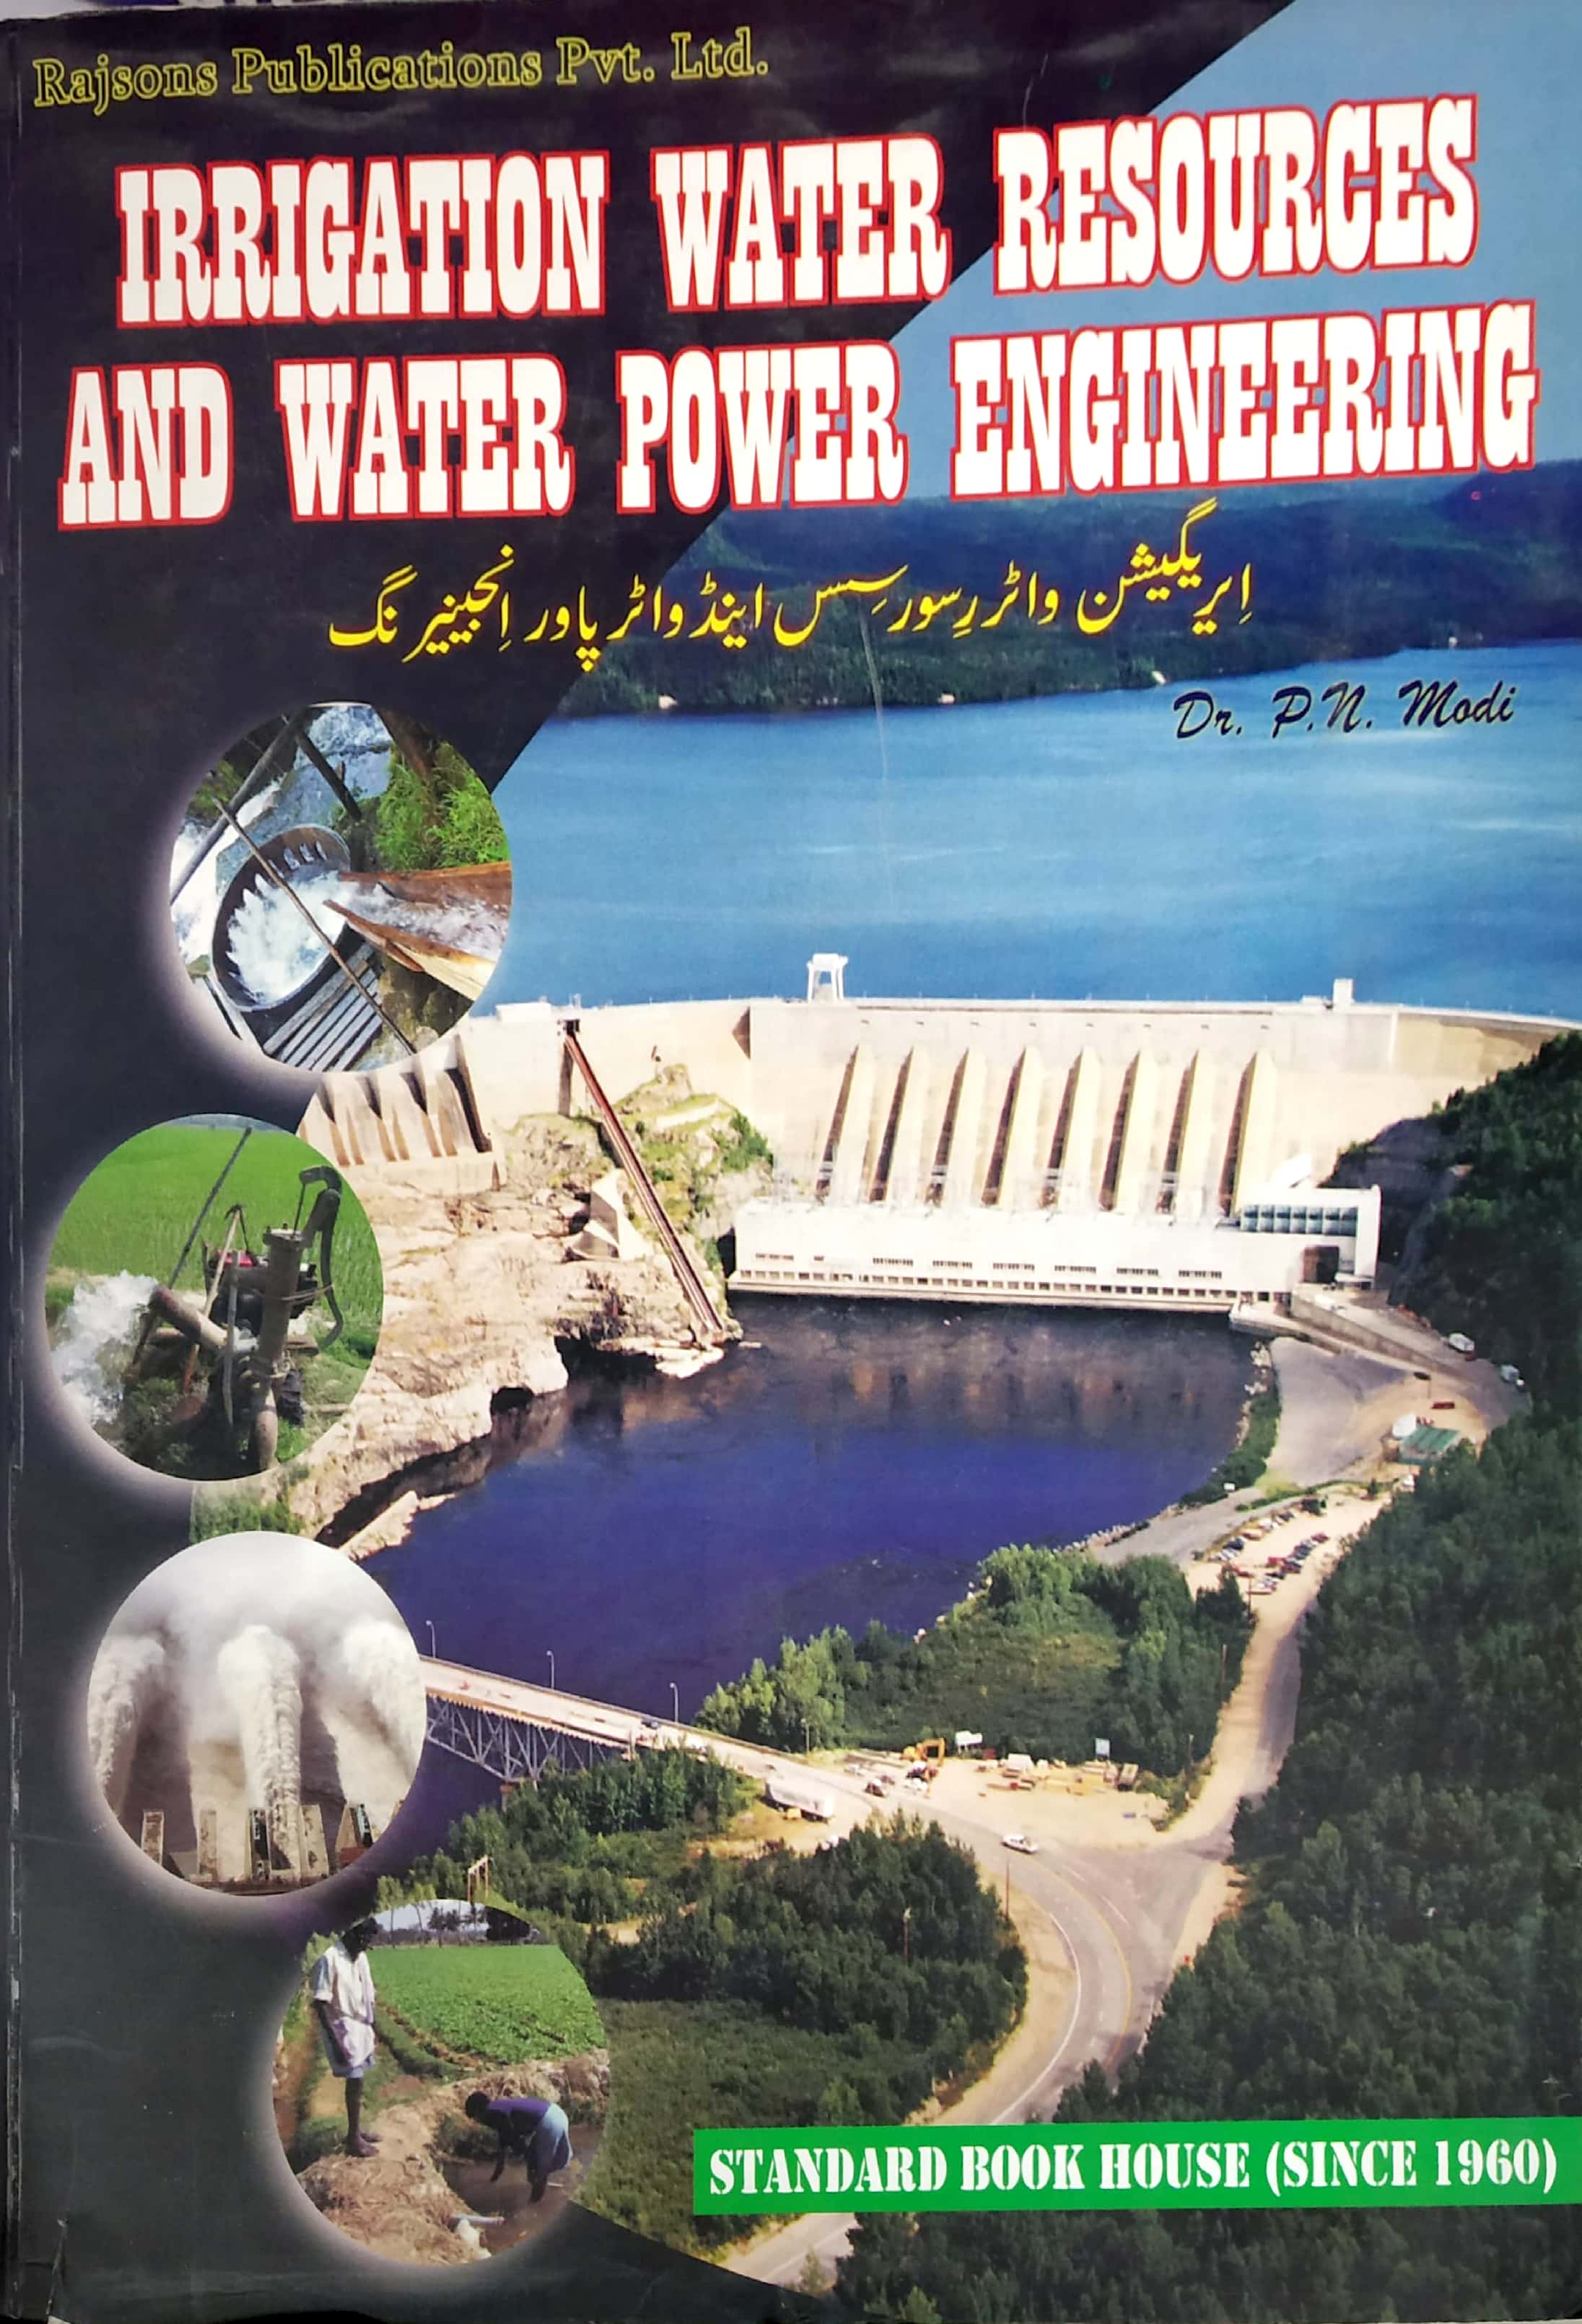 Rajsons Publications Pvt. Ltd.
IRRIGATION WATER RESOURCES
AND WATER POWER ENGINEERING
اِریگیشن واٹر رِسورسِس اینڈ واٹر پاور اِنجینیرنگ
Dr. P.N. Modi
STANDARD BOOK HOUSE (SINCE 1960)